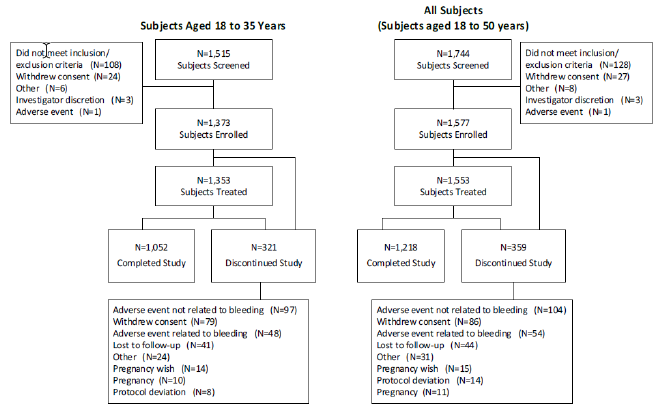 Subjects Aged 18 to 35 Years
Did not meet inclusion/
exclusion criteria (N=108)
Withdrew consent (N=24)
Other (N=6)
Investigator discretion (N=3)
Adverse event (N=1)
N=1,515
Subjects Screened
N=1,373
Subjects Enrolled
N=1,353
Subjects Treated
N=1,052
Completed Study
N=321
Discontinued Study
Adverse event not related to bleeding (N=97)
Withdrew consent (N=79)
Adverse event related to bleeding (N=48)
Lost to follow-up (N=41)
Other (N=24)
Pregnancy wish (N=14)
Pregnancy (N=10)
Protocol deviation (N=8)
All Subjects
(Subjects aged 18 to 50 years)
N=1,744
Subjects Screened
Did not meet inclusion/
exclusion criteria (N=128)
Withdrew consent (N=27)
Other (N=8)
Investigator discretion (N=3)
Adverse event (N=1)
N=1,577
Subjects Enrolled
N=1,553
Subjects Treated
N=1,218
Completed Study
N=359
Discontinued Study
Adverse event not related to bleeding (N=104)
Withdrew consent (N=86)
Adverse event related to bleeding (N=54)
Lost to follow-up (N=44)
Other (N=31)
Pregnancy wish (N=15)
Protocol deviation (N=14)
Pregnancy (N=11)